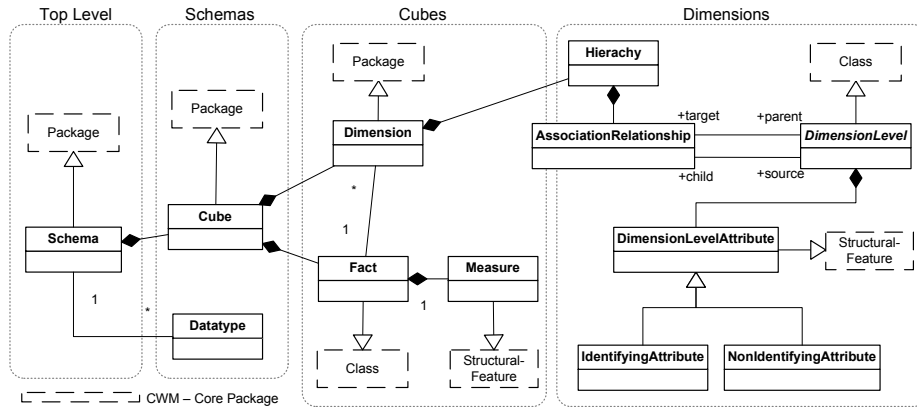 Top Level
Schemas
Cubes
Dimensions
Package
Schema
1
*
Datatype
Package
Cube
Package
Dimension
*
1
Fact
1
Measure
Class
Structural-
Feature
Hierachy
AssociationRelationship
+target
+parent
+child
+source
Class
DimensionLevel
DimensionLevelAttribute
Structural-
Feature
IdentifyingAttribute
NonIdentifyingAttribute
CWM – Core Package